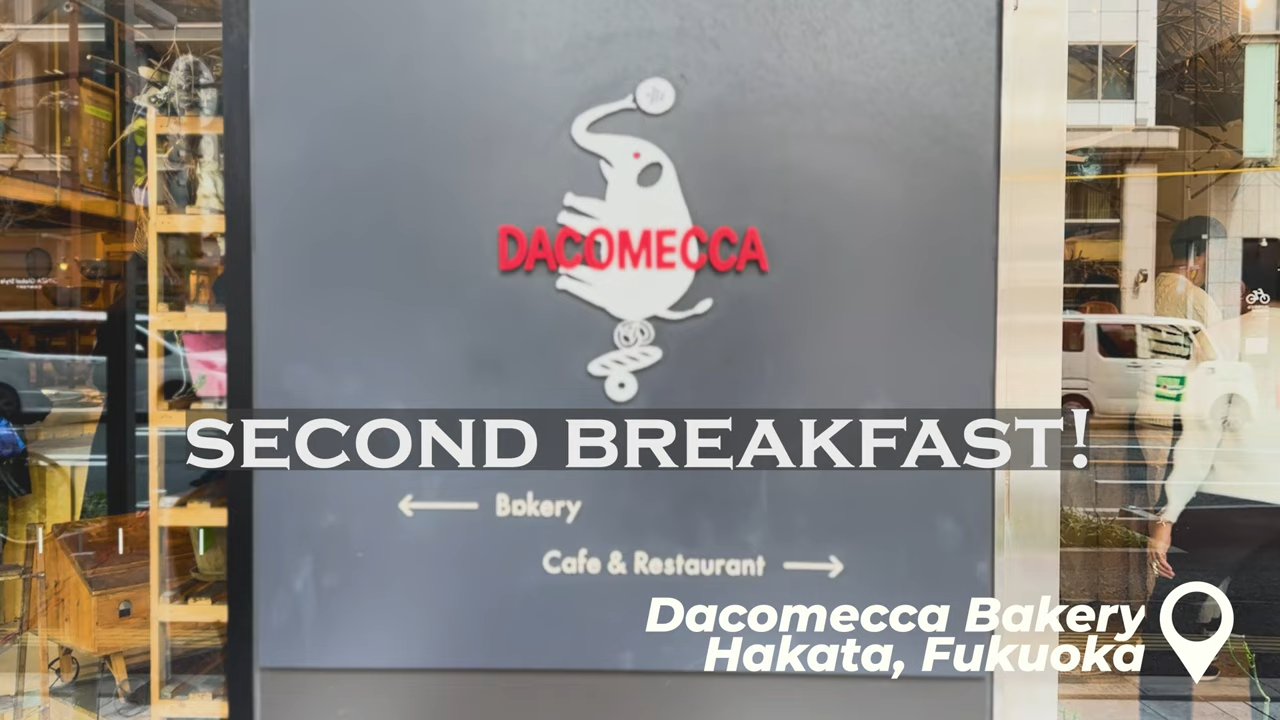 DACOMECCA
SECOND BREAKFAST!
Bakery
Cafe & Restaurant
Dacomecca Bakery
Hakata, Fukuoka